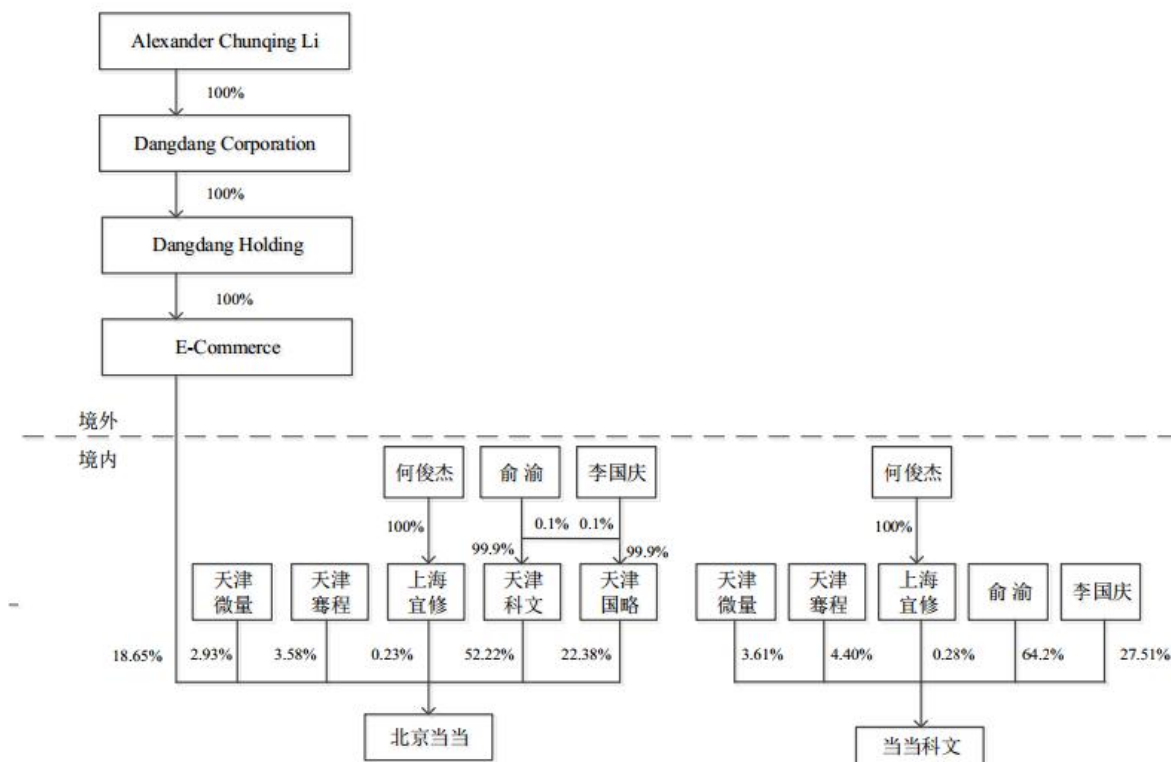 Alexander Chunqing Li
100%
Dangdang Corporation
100%
Dangdang Holding
100%
E-Commerce
境外
境内
何俊杰
俞渝
李国庆
何俊杰
100%
0.1%
0.1%
100%
99.9%
99.9%
天津
微量
天津
骞程
上海
宜修
天津
科文
天津
国略
天津
微量
天津
骞程
上海
宜修
俞渝
李国庆
18.65%
2.93%
3.58%
0.23%
52.22%
22.38%
3.61%
4.40%
0.28%
64.2%
27.51%
北京当当
当当科文